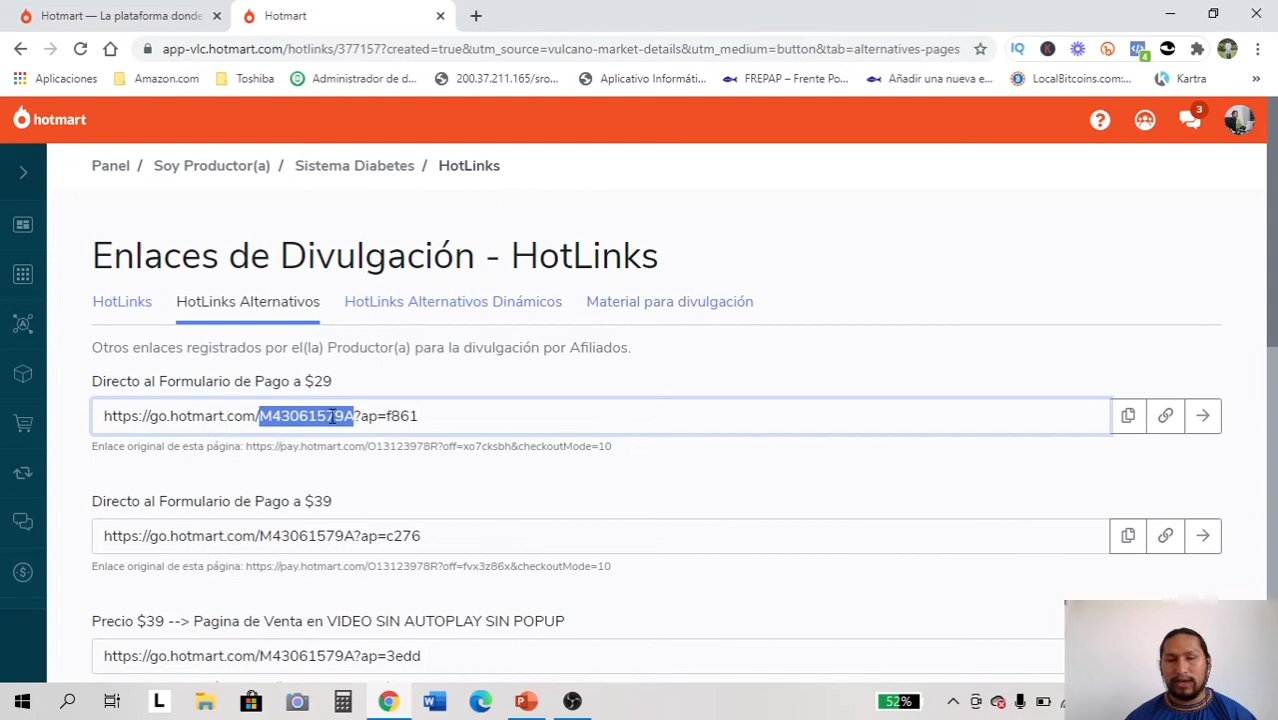 Hotmart — La plataforma donde
Hotmart
app-vlc.hotmart.com/hotlinks/377157?created=true&utm_source=vulcano-market-details&utm_medium=button&tab=alternatives-pages
4
Aplicaciones
Amazon.com
Toshiba
Administrador de d...
200.37.211.165/sro...
Aplicativo Informáti...
FREPAP – Frente Po...
Añadir una nueva e...
LocalBitcoins.com:...
Kartra
hotmart
3
Panel / Soy Productor(a) / Sistema Diabetes / HotLinks
Enlaces de Divulgación - HotLinks
HotLinks
HotLinks Alternativos
HotLinks Alternativos Dinámicos
Material para divulgación
Otros enlaces registrados por el(la) Productor(a) para la divulgación por Afiliados.
Directo al Formulario de Pago a $29
https://go.hotmart.com/M43061579A?ap=f861
Enlace original de esta página: https://pay.hotmart.com/O13123978R?off=xo7cksbh&checkoutMode=10
Directo al Formulario de Pago a $39
https://go.hotmart.com/M43061579A?ap=c276
Enlace original de esta página: https://pay.hotmart.com/O13123978R?off=fvx3z86x&checkoutMode=10
Precio $39 --> Pagina de Venta en VIDEO SIN AUTOPLAY SIN POPUP
https://go.hotmart.com/M43061579A?ap=3edd
52%